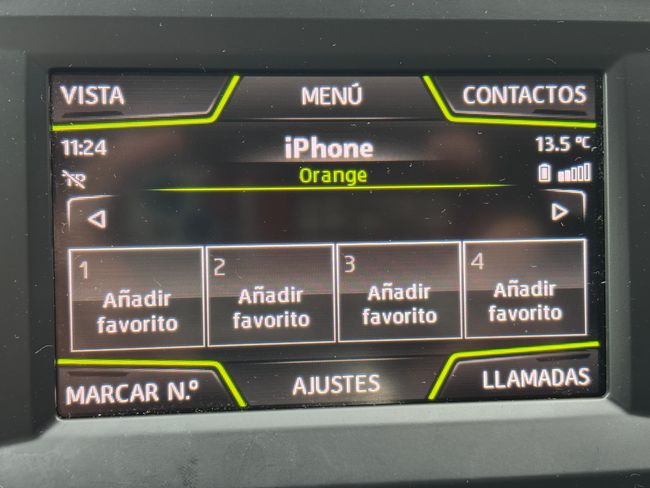 VISTA MENÚ CONTACTOS
11:24 iPhone 13.5 °C
Orange
1 2 3 4
Añadir favorito Añadir favorito Añadir favorito Añadir favorito
MARCAR N.º AJUSTES LLAMADAS